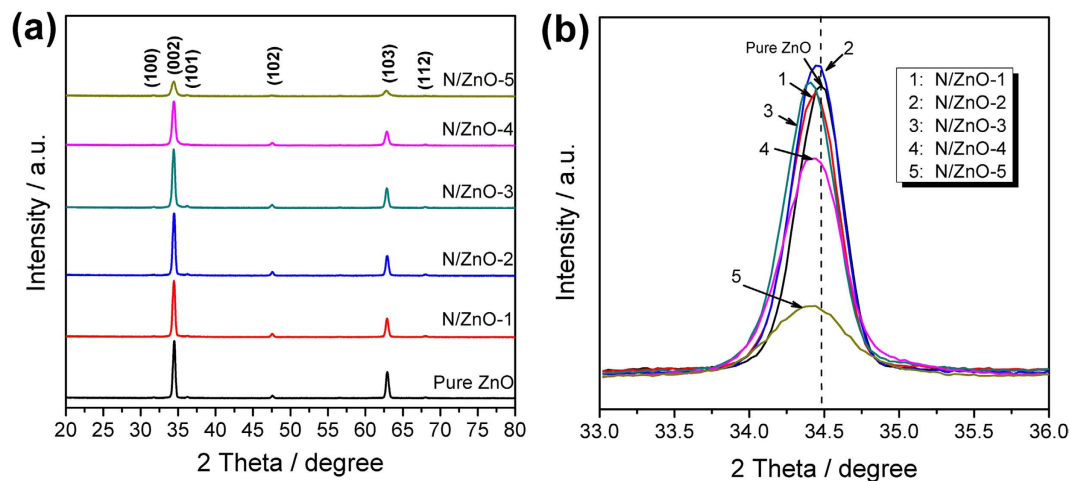 (a)
(100)
(002)
(101)
(102)
(103)
(112)
N/ZnO-5
N/ZnO-4
N/ZnO-3
N/ZnO-2
N/ZnO-1
Pure ZnO
Intensity / a.u.
20 25 30 35 40 45 50 55 60 65 70 75 80
2 Theta / degree
(b)
Pure ZnO
2
1
3
4
5
1: N/ZnO-1
2: N/ZnO-2
3: N/ZnO-3
4: N/ZnO-4
5: N/ZnO-5
Intensity / a.u.
33.0 33.5 34.0 34.5 35.0 35.5 36.0
2 Theta / degree